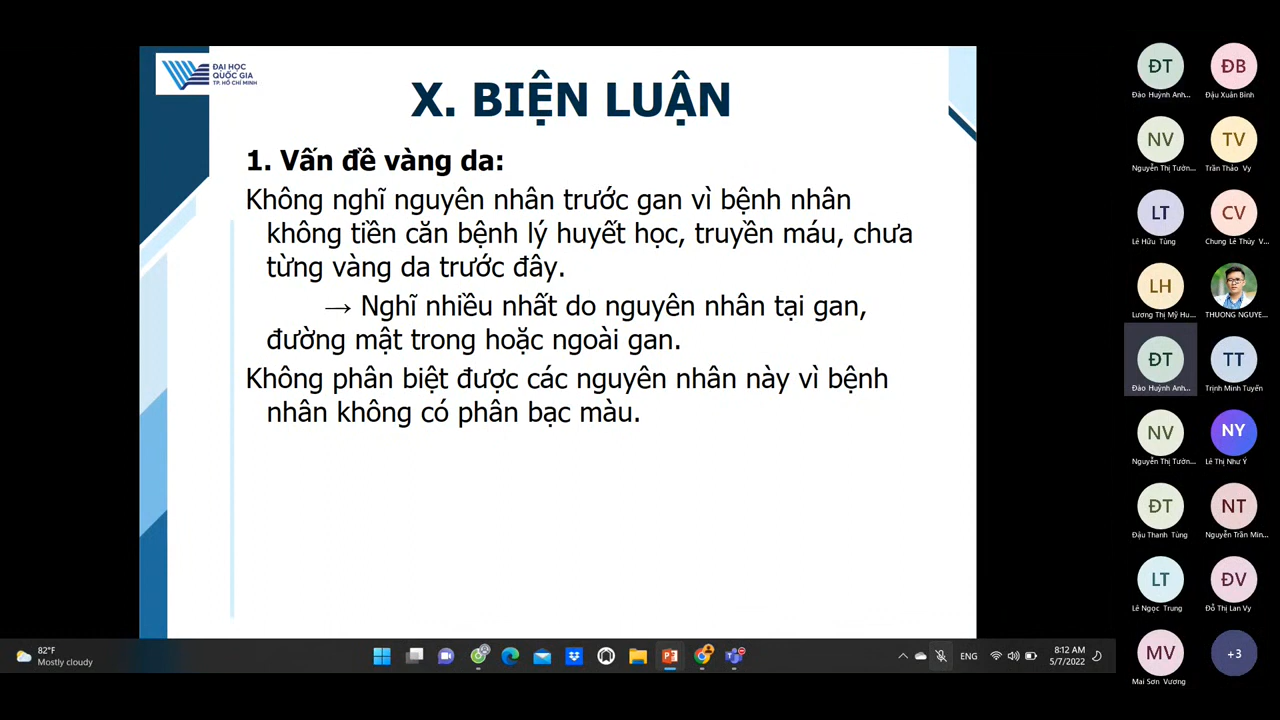 ĐẠI HỌC
QUỐC GIA
TP. HỒ CHÍ MINH
X. BIỆN LUẬN
1. Vấn đề vàng da:
Không nghĩ nguyên nhân trước gan vì bệnh nhân
không tiền căn bệnh lý huyết học, truyền máu, chưa
từng vàng da trước đây.
→ Nghĩ nhiều nhất do nguyên nhân tại gan,
đường mật trong hoặc ngoài gan.
Không phân biệt được các nguyên nhân này vì bệnh
nhân không có phân bạc màu.
ĐT
ĐB
Đào Huỳnh Anh...
Đậu Xuân Bình
NV
TV
Nguyễn Thị Tườn...
Trần Thảo Vy
LT
CV
Lê Hữu Tùng
Chung Lê Thùy V...
LH
Lương Thị Mỹ Hu...
THUONG NGUYE...
ĐT
TT
Đào Huỳnh Anh...
Trịnh Minh Tuyến
NV
NY
Nguyễn Thị Tườn...
Lê Thị Như Ý
ĐT
NT
Đậu Thanh Tùng
Nguyễn Trần Min...
LT
ĐV
Lê Ngọc Trung
Đỗ Thị Lan Vy
MV
+3
Mai Sơn Vương
82°F
Mostly cloudy
ENG
8:12 AM
5/7/2022